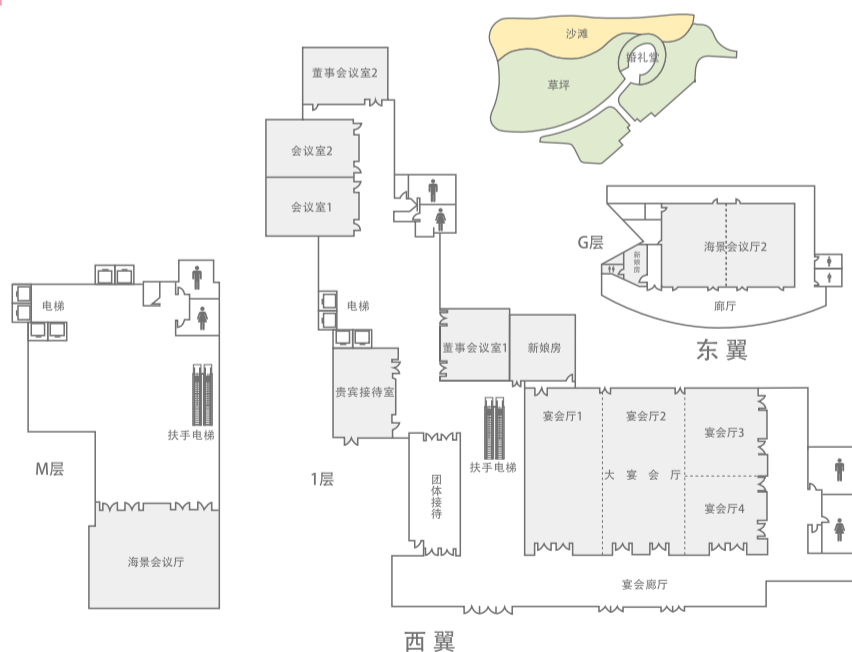 沙滩
婚礼堂
草坪
董事会议室2
会议室2
会议室1
G层
新娘房
海景会议厅2
廊厅
东翼
电梯
电梯
董事会议室1
新娘房
贵宾接待室
扶手电梯
M层
海景会议厅
1层
团体接待
扶手电梯
宴会厅1
宴会厅2
宴会厅3
大宴会厅
宴会厅4
宴会廊厅
西翼